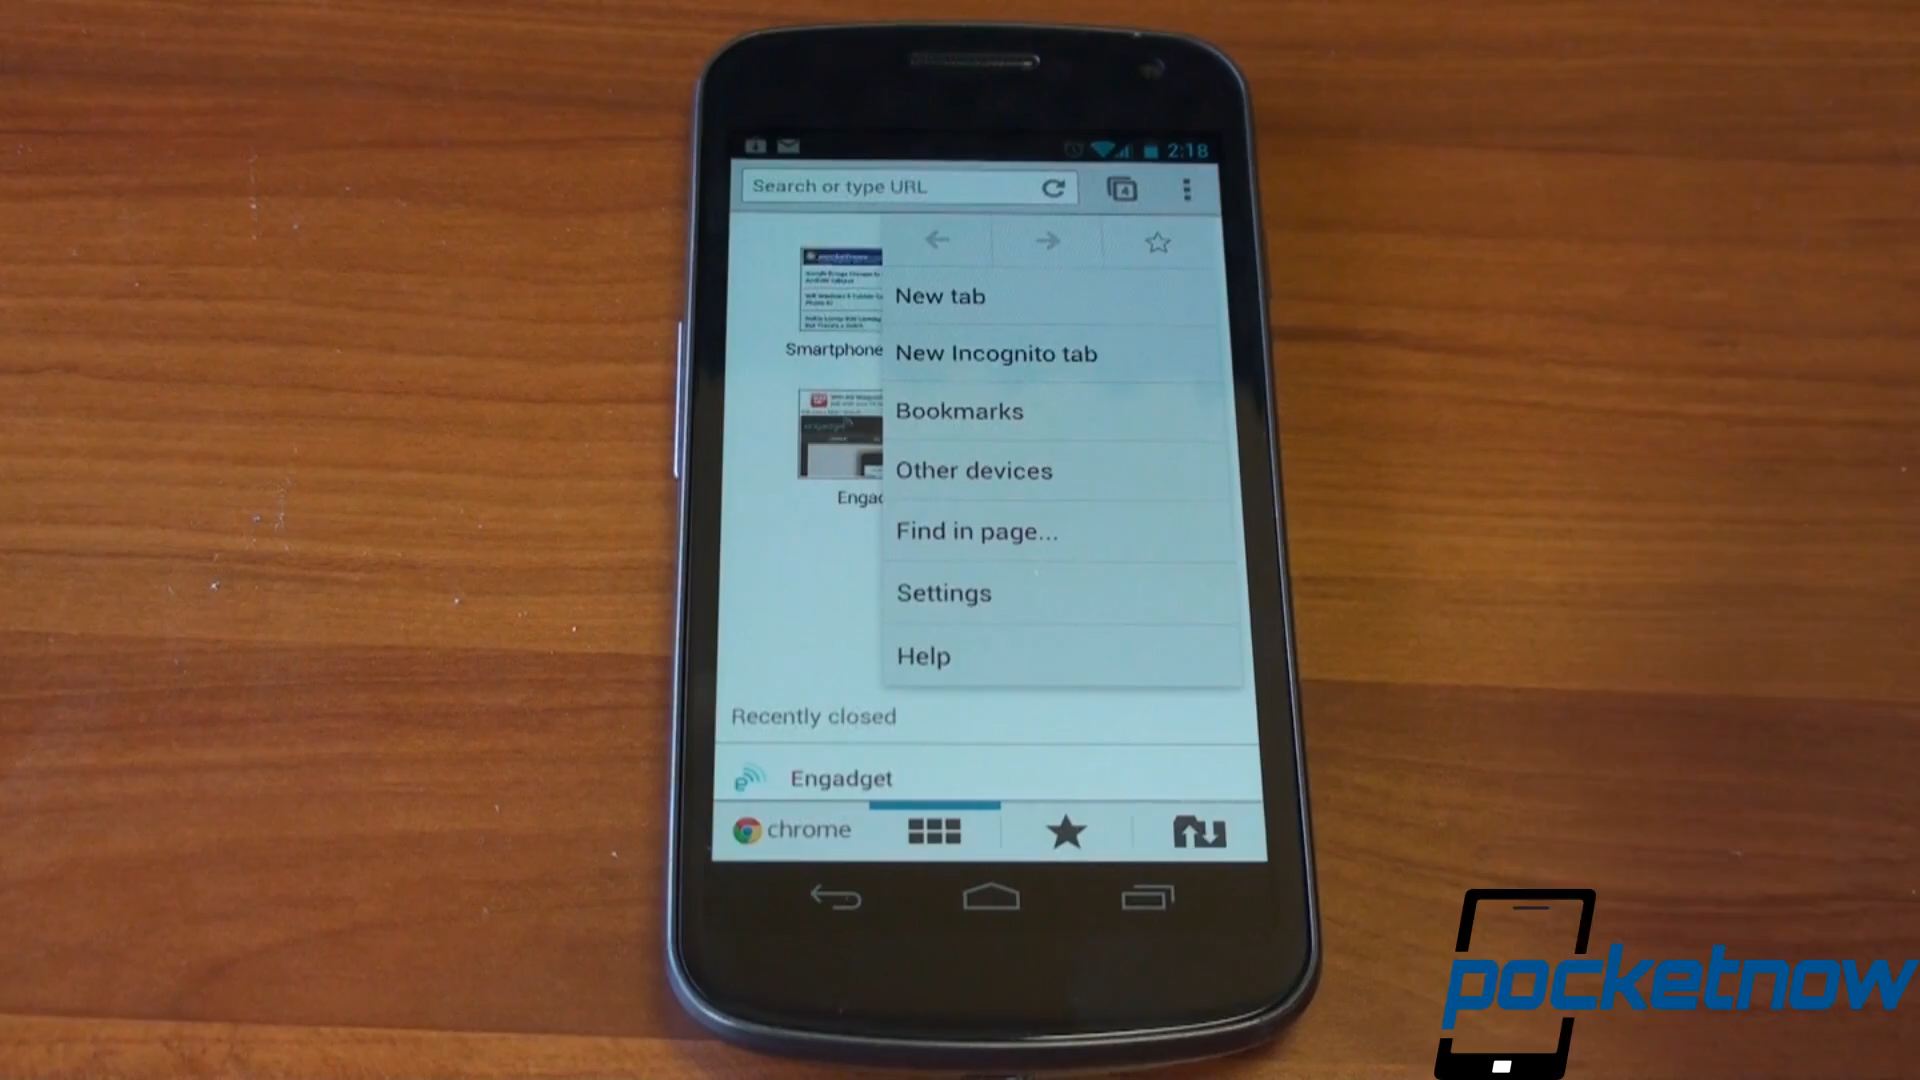 2:18
Search or type URL
4
New tab
Smartphone
New Incognito tab
Bookmarks
Other devices
Engad
Find in page...
Settings
Help
Recently closed
Engadget
chrome
pocketnow